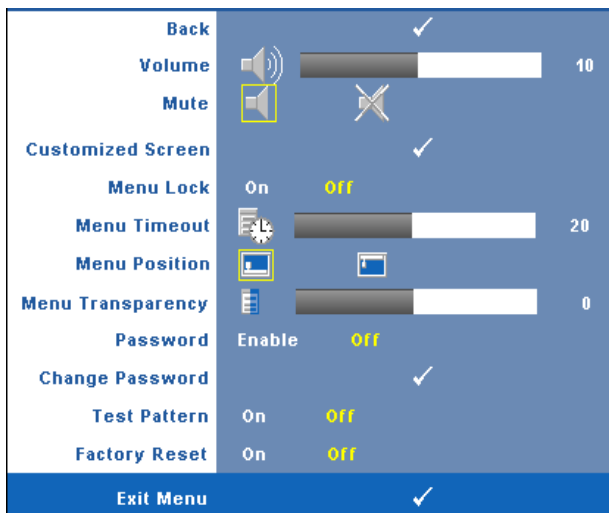 Back
Volume 10
Mute
Customized Screen
Menu Lock On Off
Menu Timeout 20
Menu Position
Menu Transparency 0
Password Enable Off
Change Password
Test Pattern On Off
Factory Reset On Off
Exit Menu